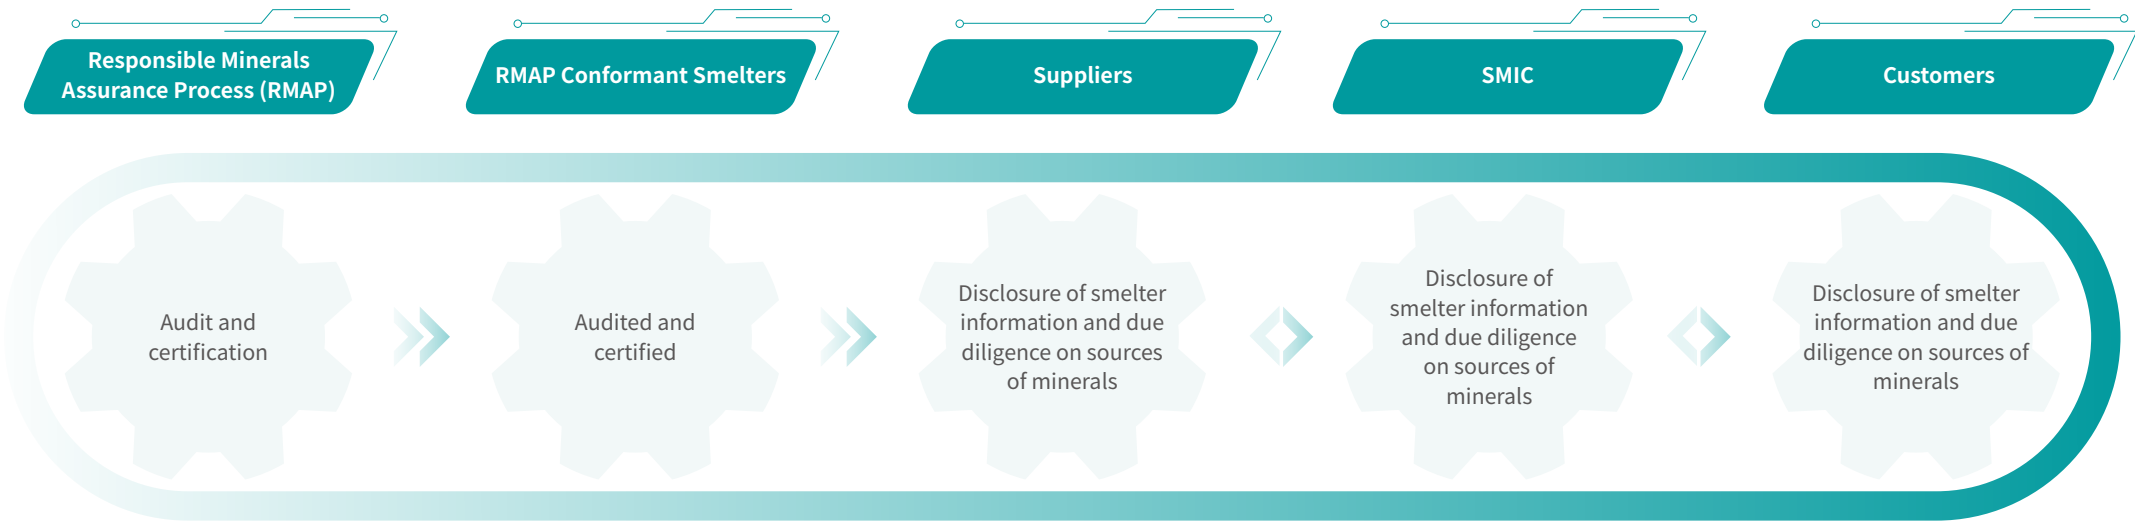 Responsible Minerals
Assurance Process (RMAP)
RMAP Conformant Smelters
Suppliers
SMIC
Customers
Audit and
certification
Audited and
certified
Disclosure of smelter
information and due
diligence on sources
of minerals
Disclosure of
smelter information
and due diligence
on sources of
minerals
Disclosure of smelter
information and due
diligence on sources of
minerals